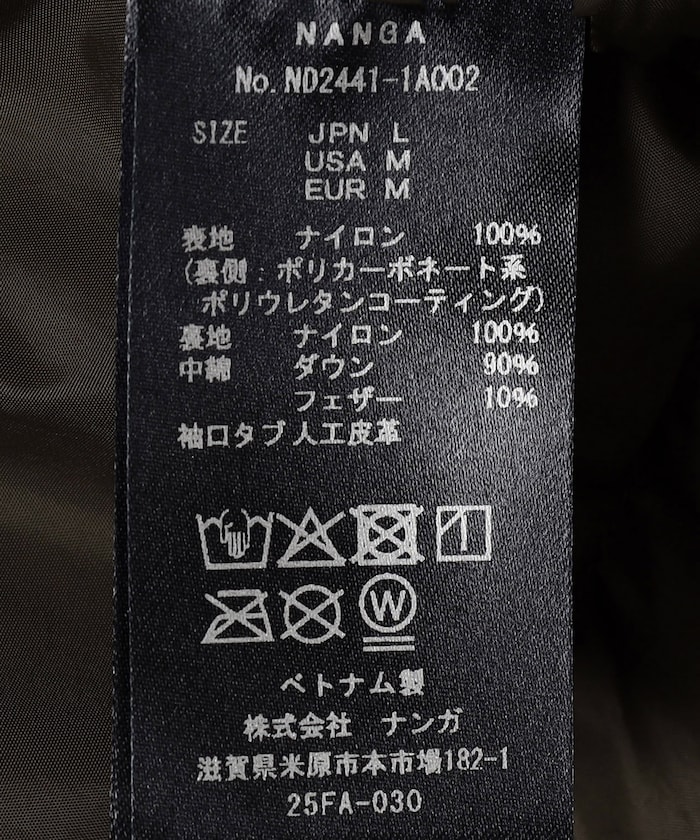 NANGA
No. ND2441-1A002
SIZE JPN L
USA M
EUR M
表地 ナイロン 100%
(裏側:ポリカーボネート系
ポリウレタンコーティング)
裏地 ナイロン 100%
中綿 ダウン 90%
フェザー 10%
袖口タブ人工皮革
W
ベトナム製
株式会社 ナンガ
滋賀県米原市本市場182-1
25FA-030